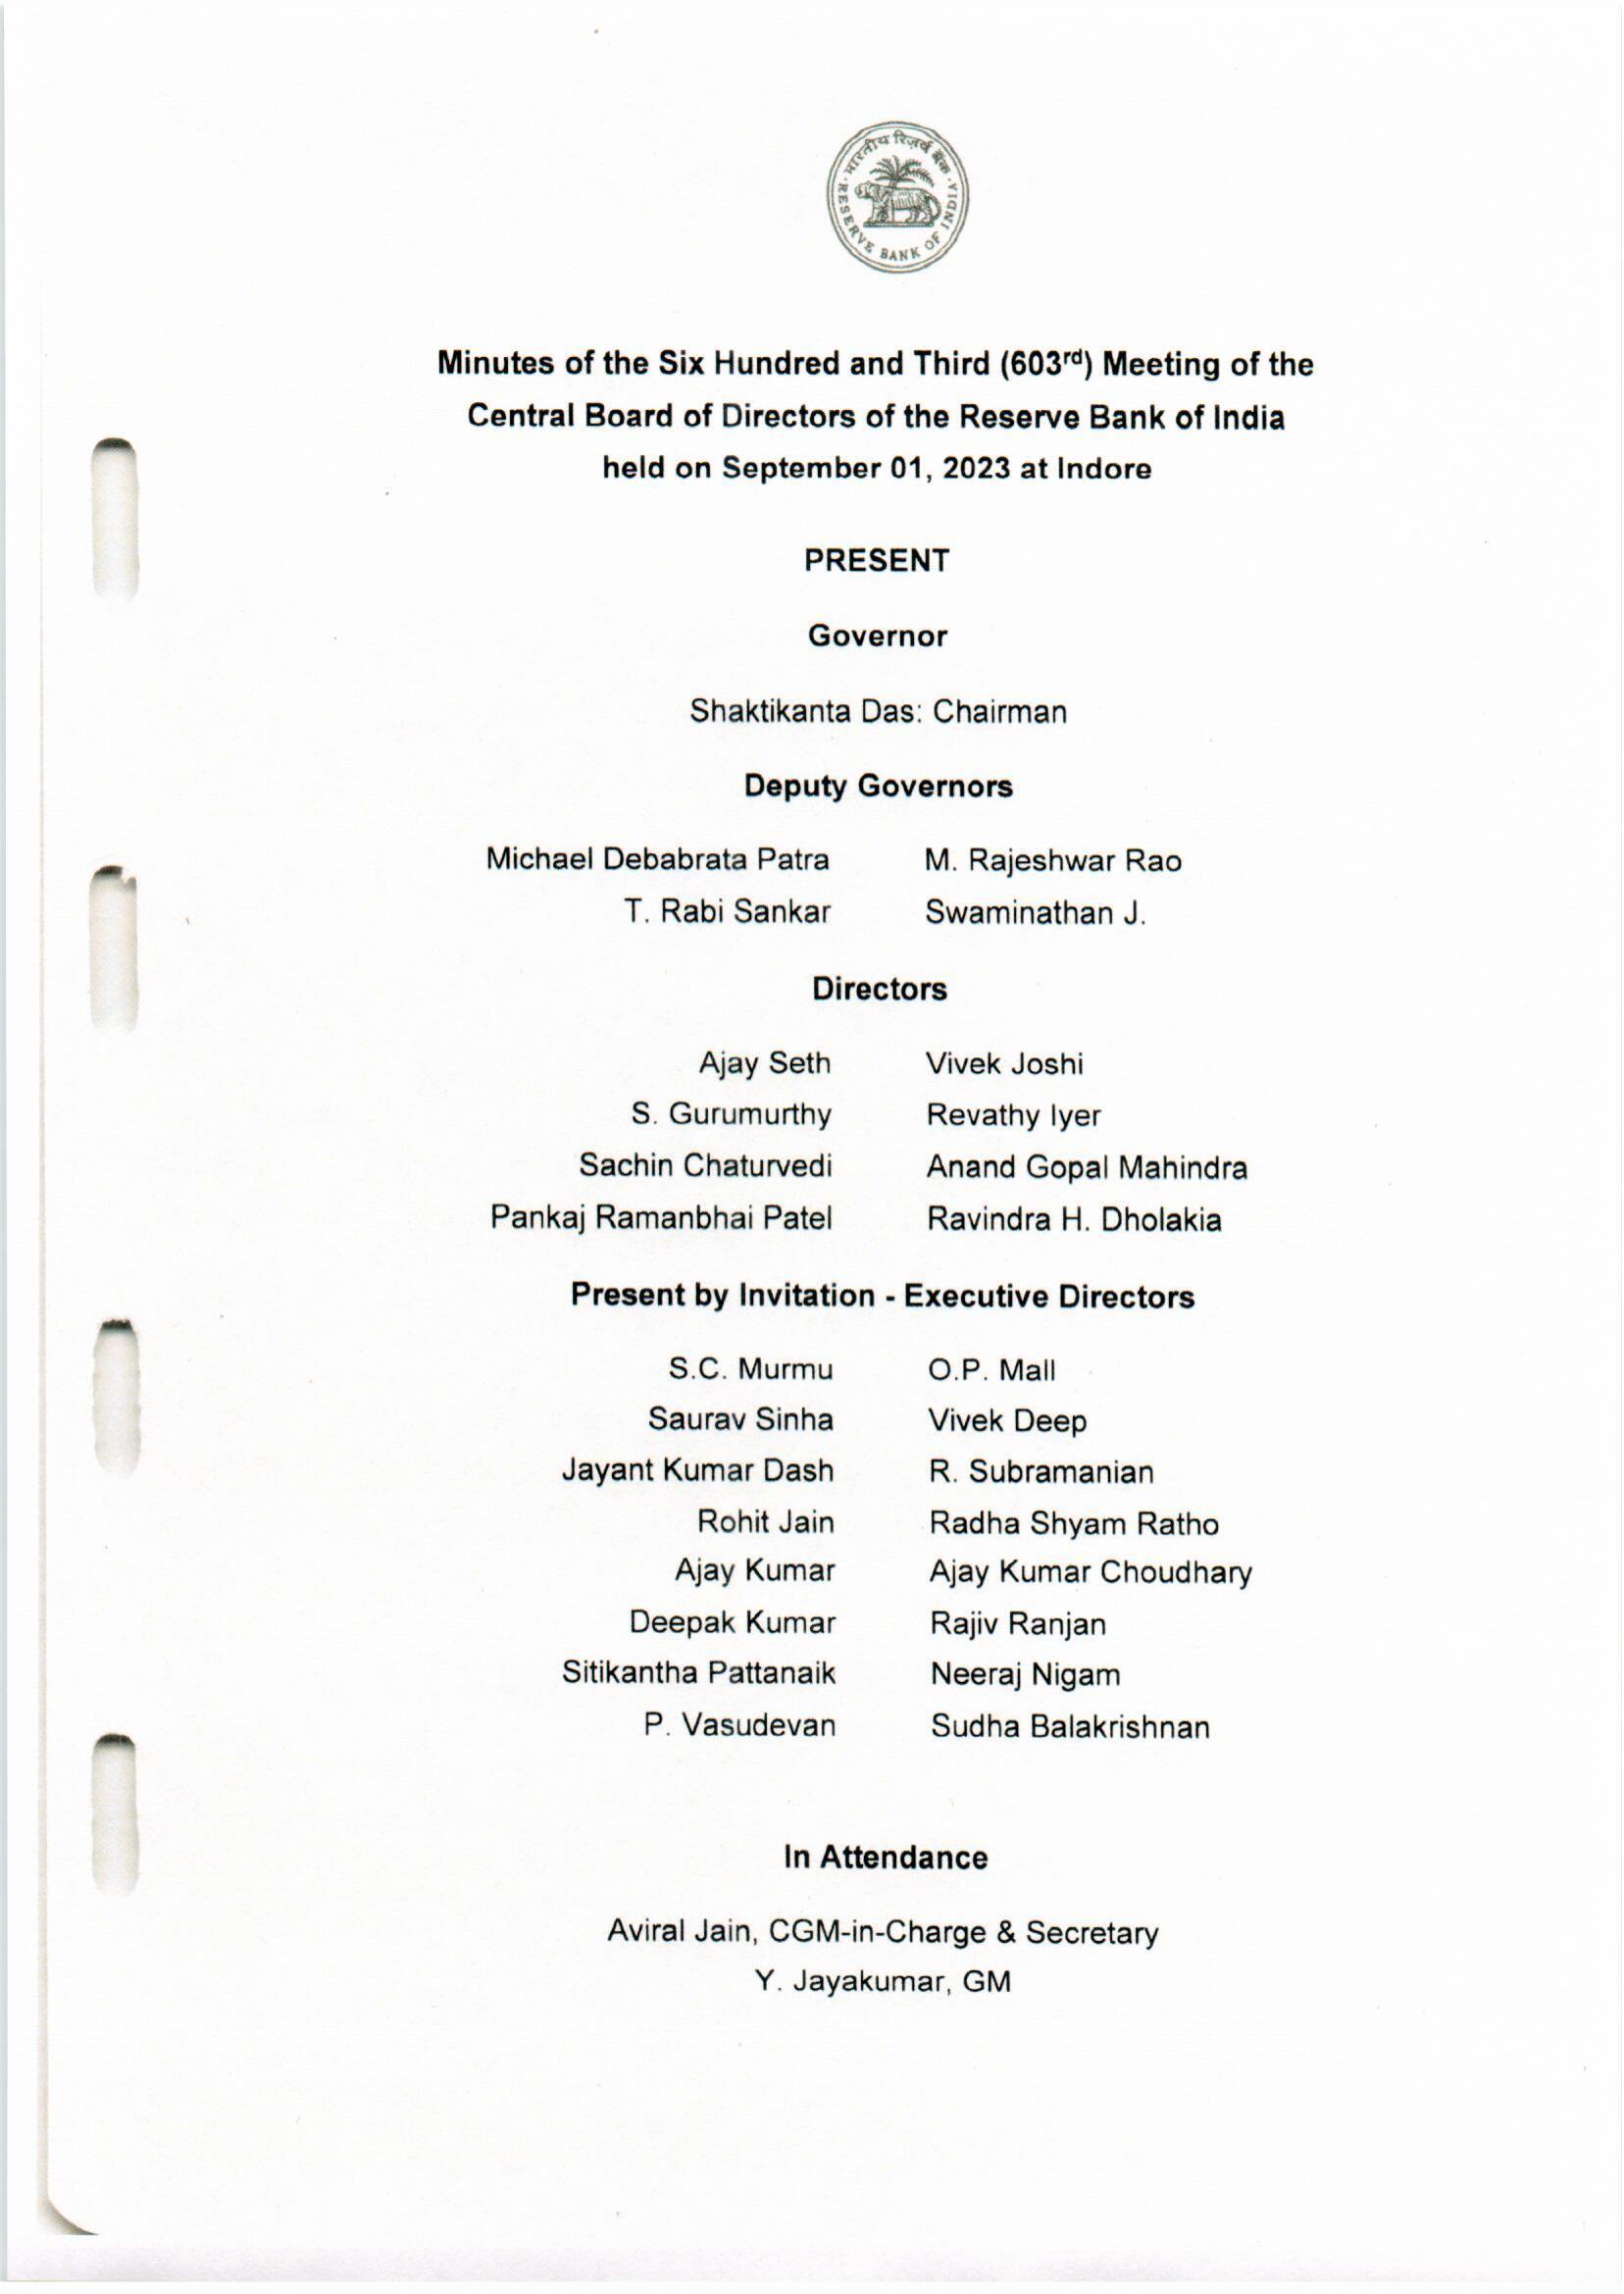 भारतीय रिज़र्व बैंक
RESERVE BANK OF INDIA
Minutes of the Six Hundred and Third (603rd) Meeting of the
Central Board of Directors of the Reserve Bank of India
held on September 01, 2023 at Indore
PRESENT
Governor
Shaktikanta Das: Chairman
Deputy Governors
Michael Debabrata Patra M. Rajeshwar Rao
T. Rabi Sankar Swaminathan J.
Directors
Ajay Seth Vivek Joshi
S. Gurumurthy Revathy Iyer
Sachin Chaturvedi Anand Gopal Mahindra
Pankaj Ramanbhai Patel Ravindra H. Dholakia
Present by Invitation - Executive Directors
S.C. Murmu O.P. Mall
Saurav Sinha Vivek Deep
Jayant Kumar Dash R. Subramanian
Rohit Jain Radha Shyam Ratho
Ajay Kumar Ajay Kumar Choudhary
Deepak Kumar Rajiv Ranjan
Sitikantha Pattanaik Neeraj Nigam
P. Vasudevan Sudha Balakrishnan
In Attendance
Aviral Jain, CGM-in-Charge & Secretary
Y. Jayakumar, GM